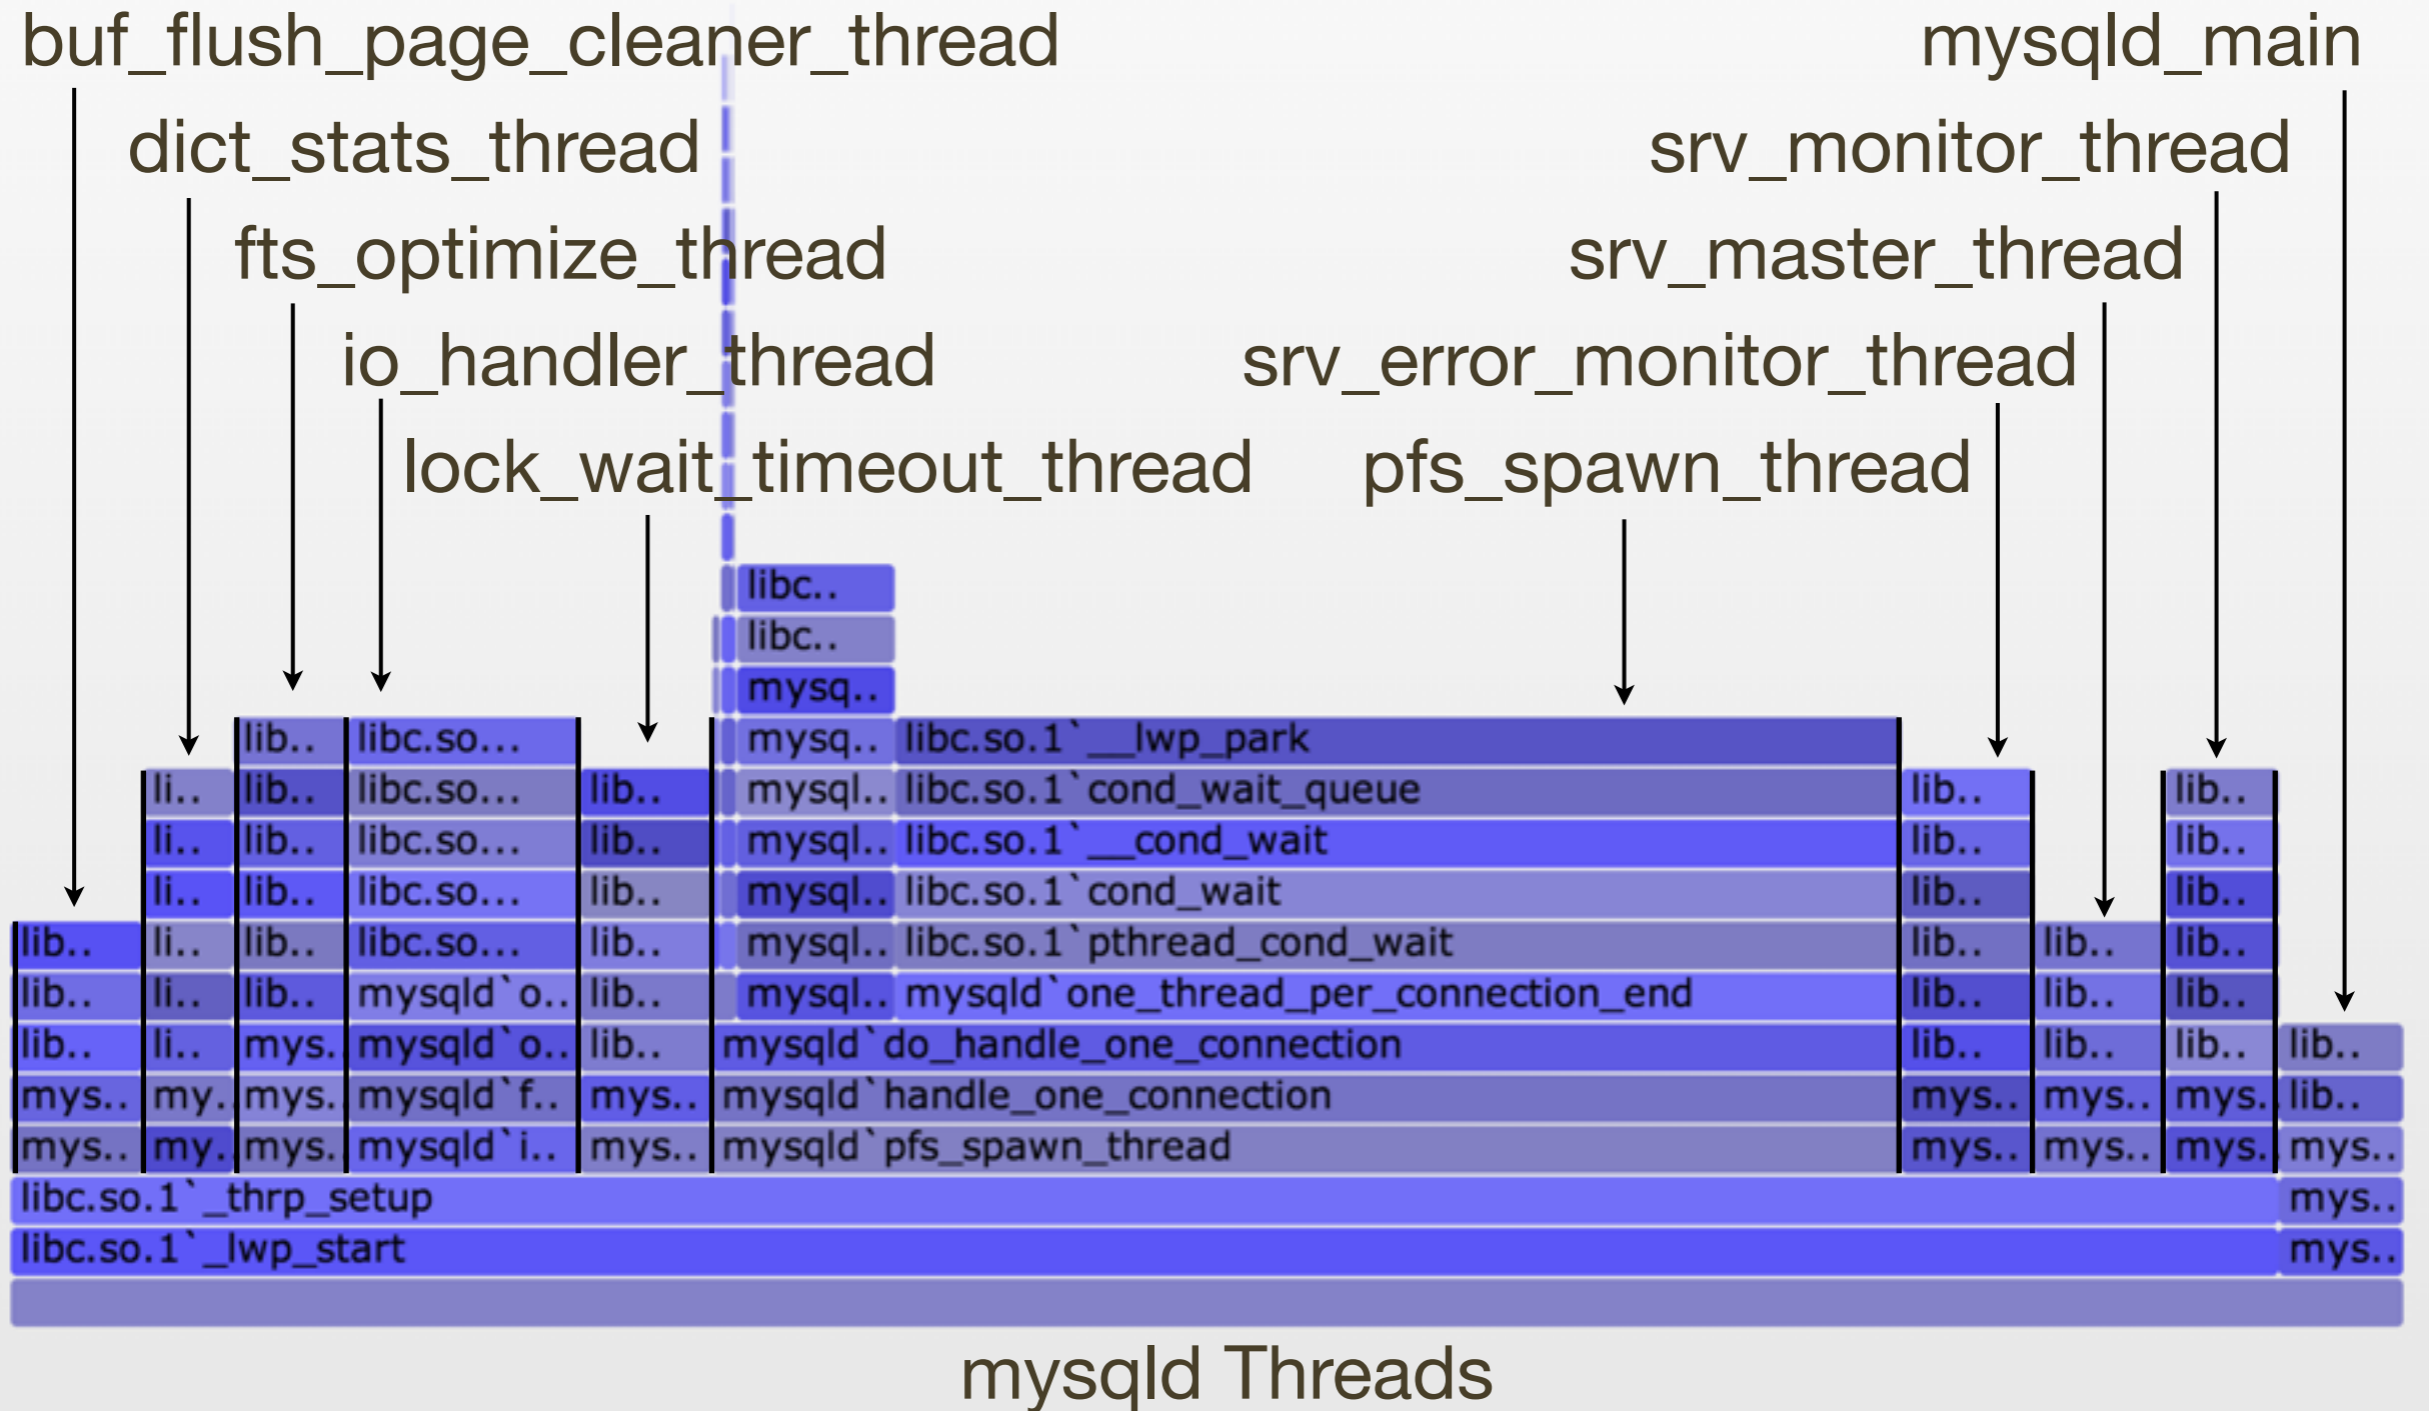 buf_flush_page_cleaner_thread mysqld_main
dict_stats_thread srv_monitor_thread
fts_optimize_thread srv_master_thread
io_handler_thread srv_error_monitor_thread
lock_wait_timeout_thread pfs_spawn_thread
libc..
libc..
mysq..
lib.. libc.so... mysq.. libc.so.1`__lwp_park
li.. lib.. libc.so... lib.. mysql.. libc.so.1`cond_wait_queue lib.. lib..
li.. lib.. libc.so... lib.. mysql.. libc.so.1`__cond_wait lib.. lib..
li.. lib.. libc.so... lib.. mysql.. libc.so.1`cond_wait lib.. lib..
lib.. li.. lib.. libc.so... lib.. mysql.. libc.so.1`pthread_cond_wait lib.. lib.. lib..
lib.. li.. lib.. mysqld`o.. lib.. mysql.. mysqld`one_thread_per_connection_end lib.. lib.. lib..
lib.. li.. mys. mysqld`o.. lib.. mysqld`do_handle_one_connection lib.. lib.. lib.. lib..
mys.. my. mys. mysqld`f.. mys.. mysqld`handle_one_connection mys.. mys.. mys. lib..
mys.. my. mys. mysqld`i.. mys.. mysqld`pfs_spawn_thread mys.. mys.. mys. mys..
libc.so.1`_thrp_setup mys..
libc.so.1`_lwp_start mys..
mysqld Threads